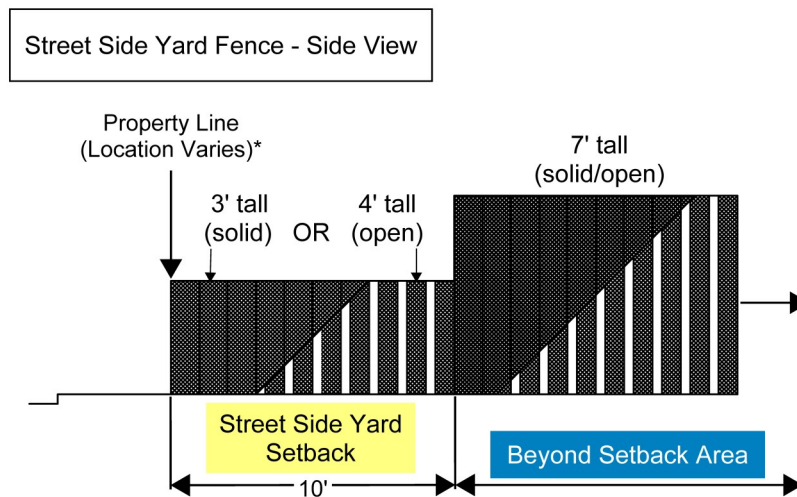 Street Side Yard Fence - Side View
Property Line
(Location Varies)*
7' tall
(solid/open)
3' tall
(solid)
OR
4' tall
(open)
Street Side Yard
Setback
Beyond Setback Area
10'